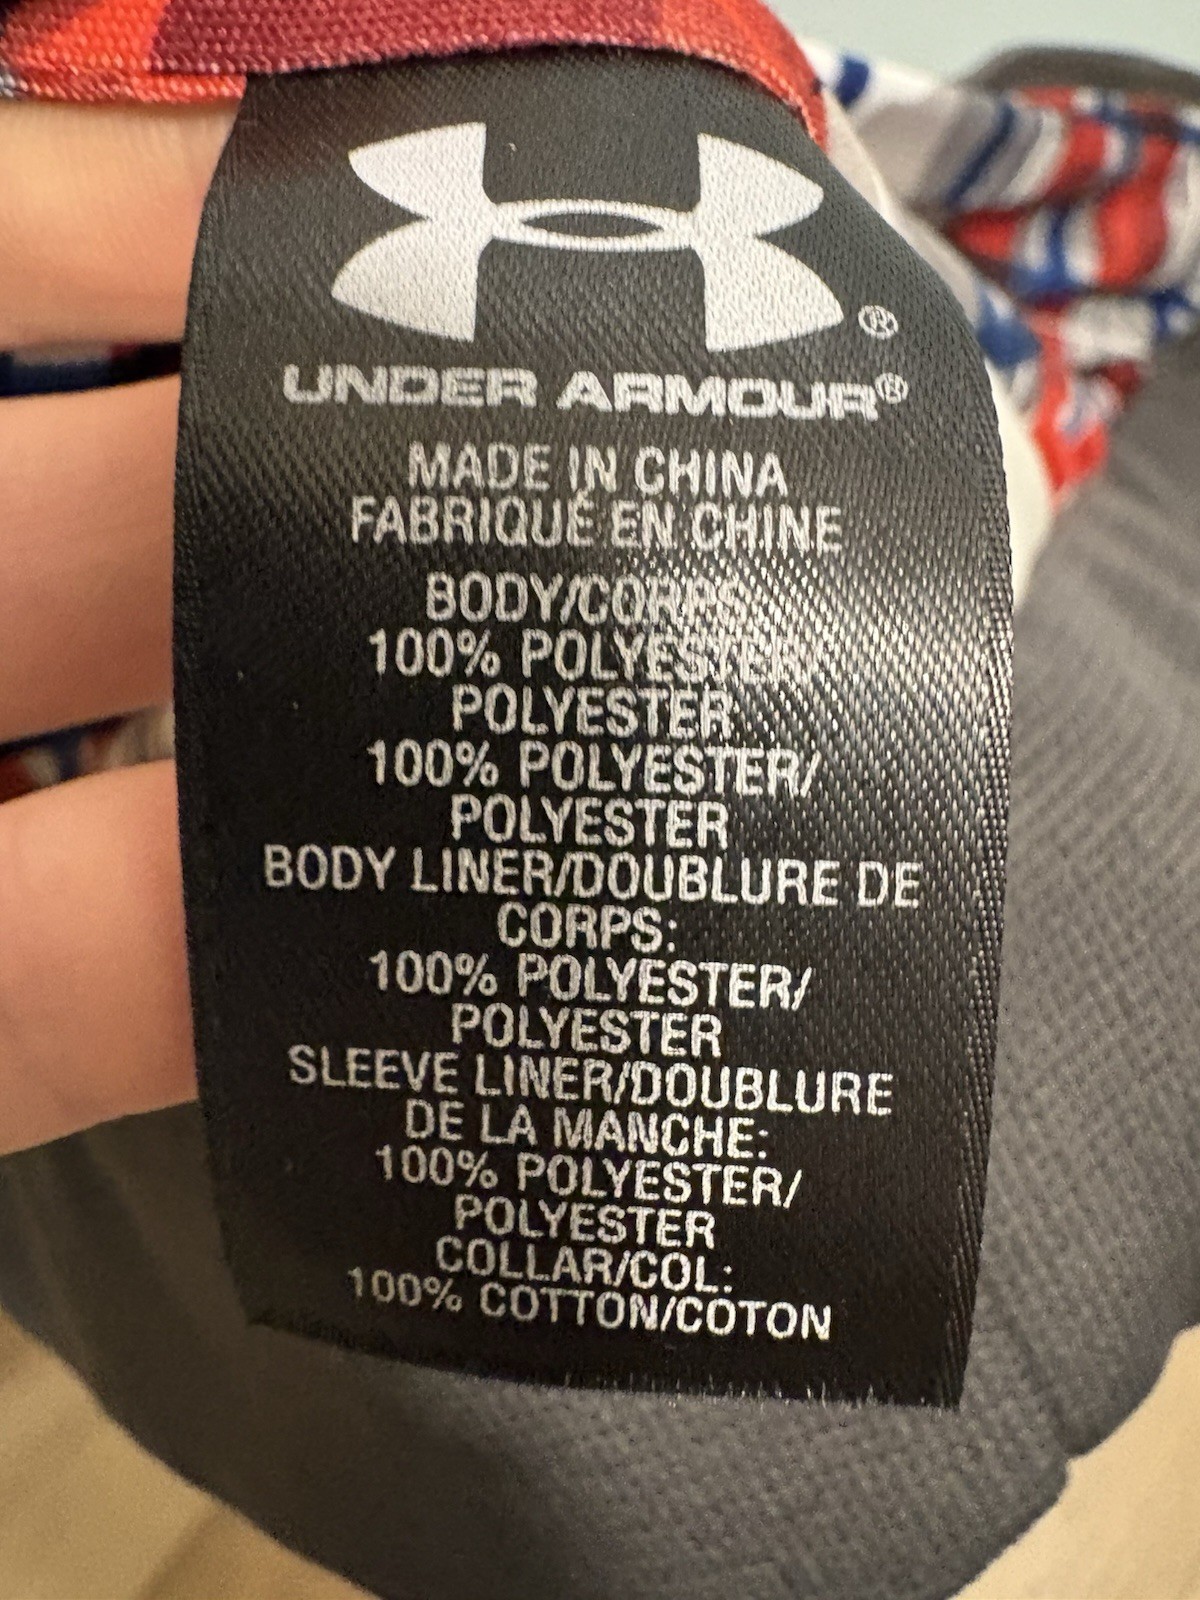 ®
UNDER ARMOUR®
MADE IN CHINA
FABRIQUÉ EN CHINE
BODY/CORPS:
100% POLYESTER/
POLYESTER
100% POLYESTER/
POLYESTER
BODY LINER/DOUBLURE DE
CORPS:
100% POLYESTER/
POLYESTER
SLEEVE LINER/DOUBLURE
DE LA MANCHE:
100% POLYESTER/
POLYESTER
COLLAR/COL:
100% COTTON/COTON